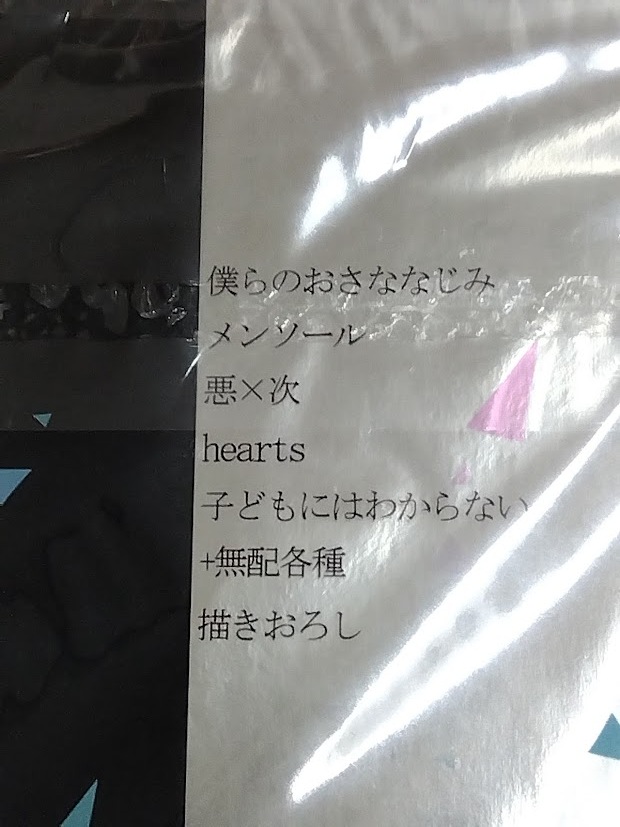 僕らのおさななじみ
メンソール
悪×次
hearts
子どもにはわからない
+無配各種
描きおろし